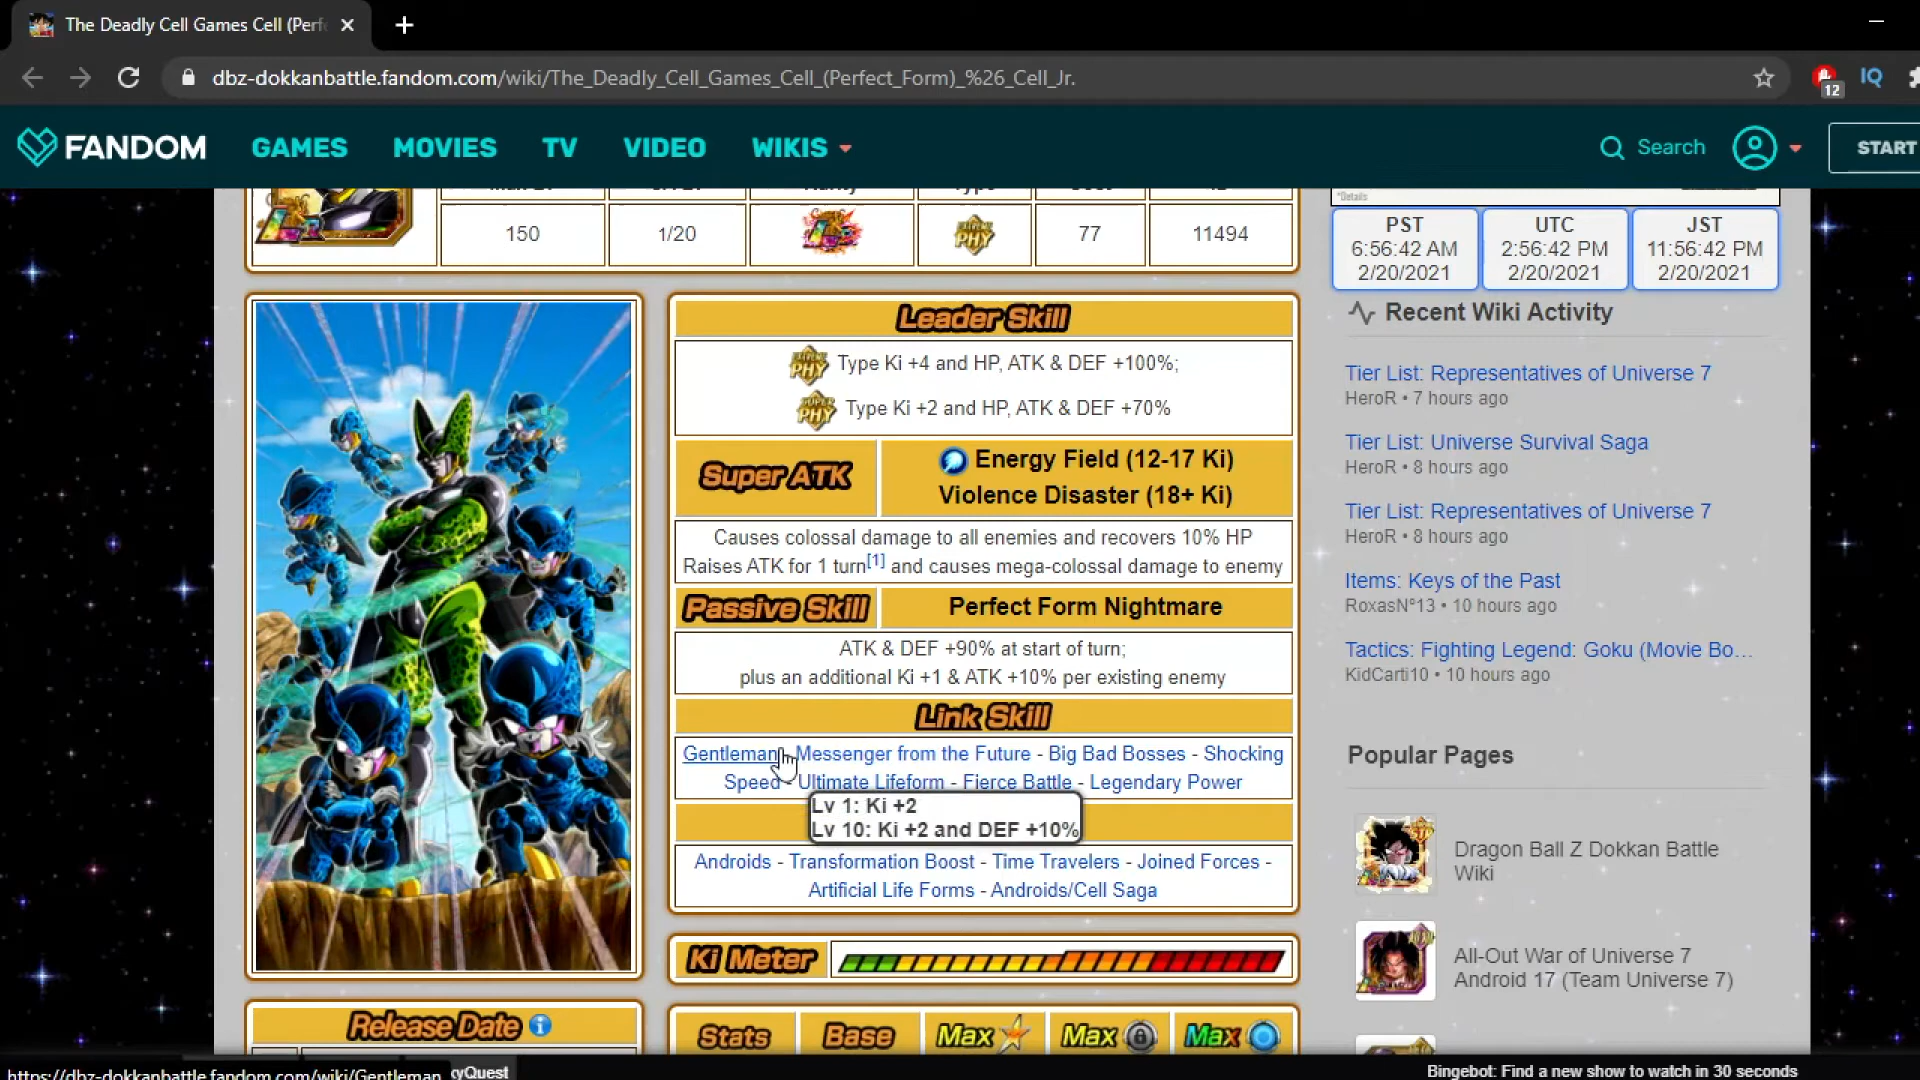 The Deadly Cell Games Cell (Perf
dbz-dokkanbattle.fandom.com/wiki/The_Deadly_Cell_Games_Cell_(Perfect_Form)_%26_Cell_Jr.
12
IQ
FANDOM
GAMES
MOVIES
TV
VIDEO
WIKIS
Search
START
150
1/20
LR
EXTREME PHY
77
11494
*Details
PST
6:56:42 AM
2/20/2021
UTC
2:56:42 PM
2/20/2021
JST
11:56:42 PM
2/20/2021
Leader Skill
EXTREME PHY Type Ki +4 and HP, ATK & DEF +100%;
SUPER PHY Type Ki +2 and HP, ATK & DEF +70%
Super ATK
Energy Field (12-17 Ki)
Violence Disaster (18+ Ki)
Causes colossal damage to all enemies and recovers 10% HP
Raises ATK for 1 turn[1] and causes mega-colossal damage to enemy
Passive Skill
Perfect Form Nightmare
ATK & DEF +90% at start of turn;
plus an additional Ki +1 & ATK +10% per existing enemy
Link Skill
Gentleman - Messenger from the Future - Big Bad Bosses - Shocking
Speed - Ultimate Lifeform - Fierce Battle - Legendary Power
Lv 1: Ki +2
Lv 10: Ki +2 and DEF +10%
Androids - Transformation Boost - Time Travelers - Joined Forces -
Artificial Life Forms - Androids/Cell Saga
Ki Meter
Release Date
Stats
Base
Max
Max
Max
Recent Wiki Activity
Tier List: Representatives of Universe 7
HeroR • 7 hours ago
Tier List: Universe Survival Saga
HeroR • 8 hours ago
Tier List: Representatives of Universe 7
HeroR • 8 hours ago
Items: Keys of the Past
RoxasNº13 • 10 hours ago
Tactics: Fighting Legend: Goku (Movie Bo...
KidCarti10 • 10 hours ago
Popular Pages
Dragon Ball Z Dokkan Battle
Wiki
All-Out War of Universe 7
Android 17 (Team Universe 7)
https://dbz-dokkanbattle.fandom.com/wiki/Gentleman
yQuest
Bingebot: Find a new show to watch in 30 seconds